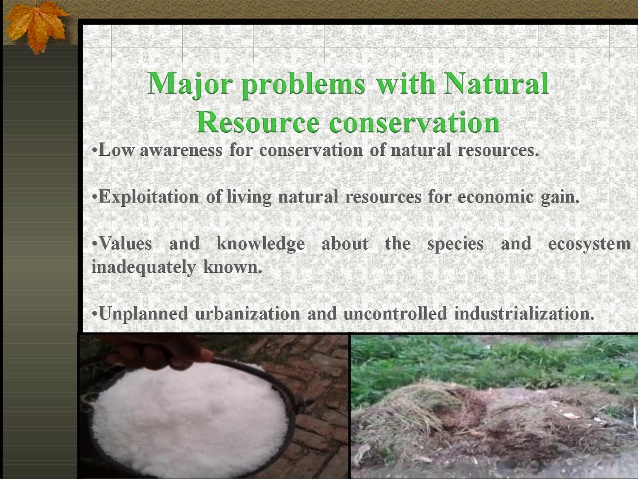 Major problems with Natural
Resource conservation
•Low awareness for conservation of natural resources.
•Exploitation of living natural resources for economic gain.
•Values and knowledge about the species and ecosystem
inadequately known.
•Unplanned urbanization and uncontrolled industrialization.